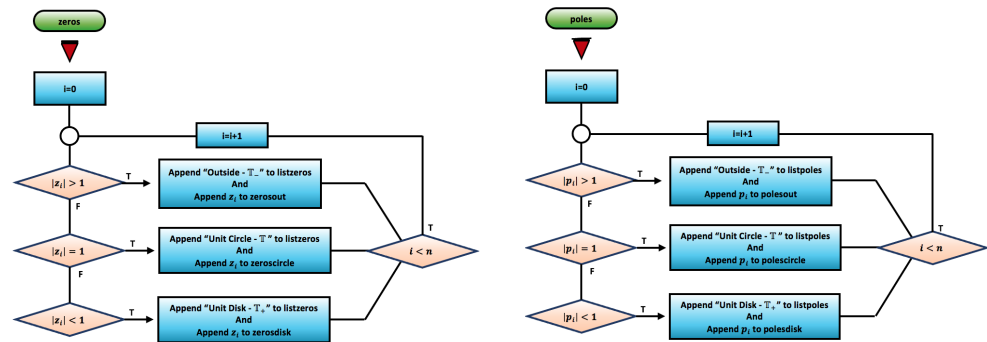 zeros
i=0
i=i+1
|zᵢ| > 1
T
Append “Outside - 𝕋₋” to listzeros
And
Append zᵢ to zerosout
F
T
|zᵢ| = 1
T
Append “Unit Circle - 𝕋” to listzeros
And
Append zᵢ to zeroscircle
i < n
F
|zᵢ| < 1
T
Append “Unit Disk - 𝕋₊” to listzeros
And
Append zᵢ to zerosdisk
poles
i=0
i=i+1
|pᵢ| > 1
T
Append “Outside - 𝕋₋” to listpoles
And
Append pᵢ to polesout
F
T
|pᵢ| = 1
T
Append “Unit Circle - 𝕋” to listpoles
And
Append pᵢ to polescircle
i < n
F
|pᵢ| < 1
T
Append “Unit Disk - 𝕋₊” to listpoles
And
Append pᵢ to polesdisk